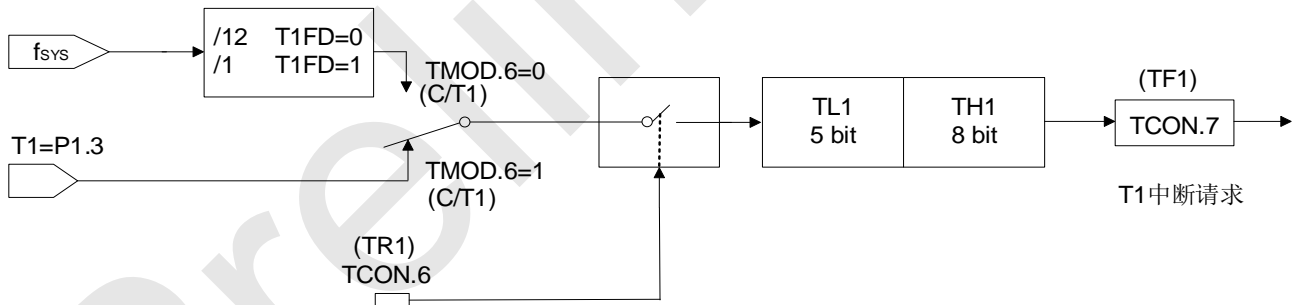 fSYS
/12 T1FD=0
/1 T1FD=1
TMOD.6=0
(C/T1)
T1=P1.3
TMOD.6=1
(C/T1)
(TR1)
TCON.6
TL1
5 bit
TH1
8 bit
(TF1)
TCON.7
T1中断请求